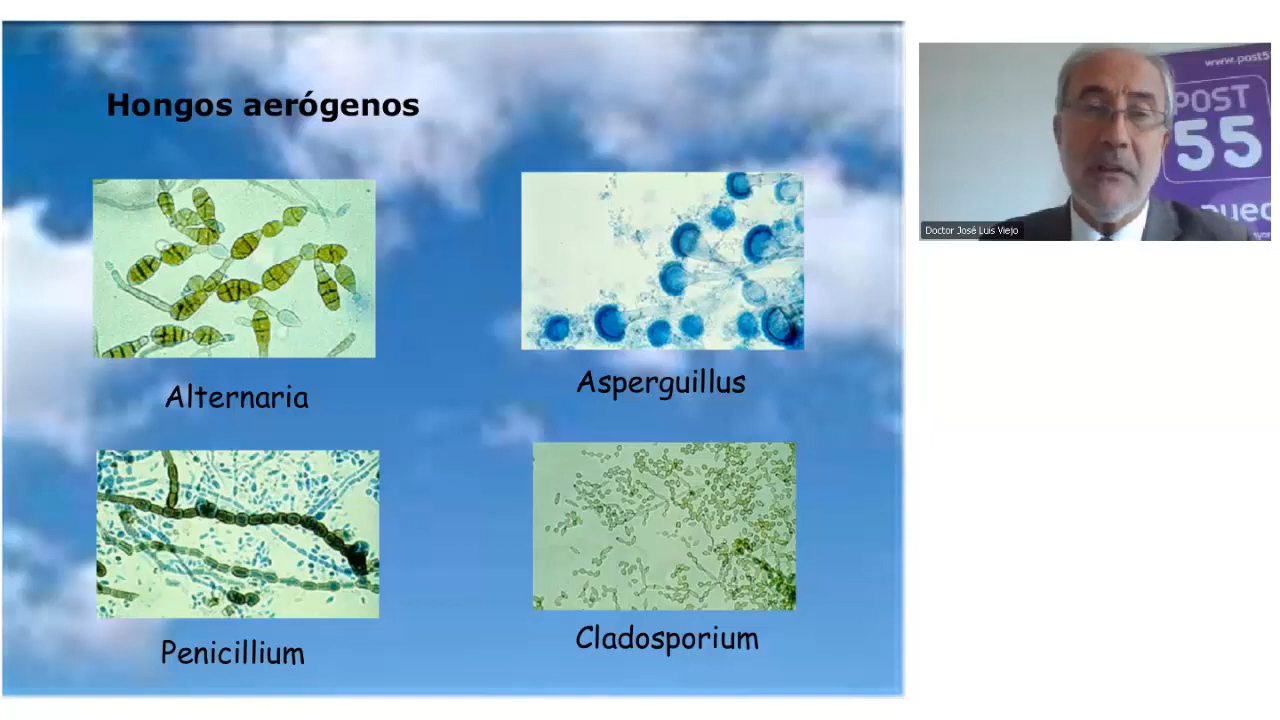 Hongos aerógenos
Alternaria
Asperguillus
Penicillium
Cladosporium
www.post5
POST
55
Doctor José Luis Viejo